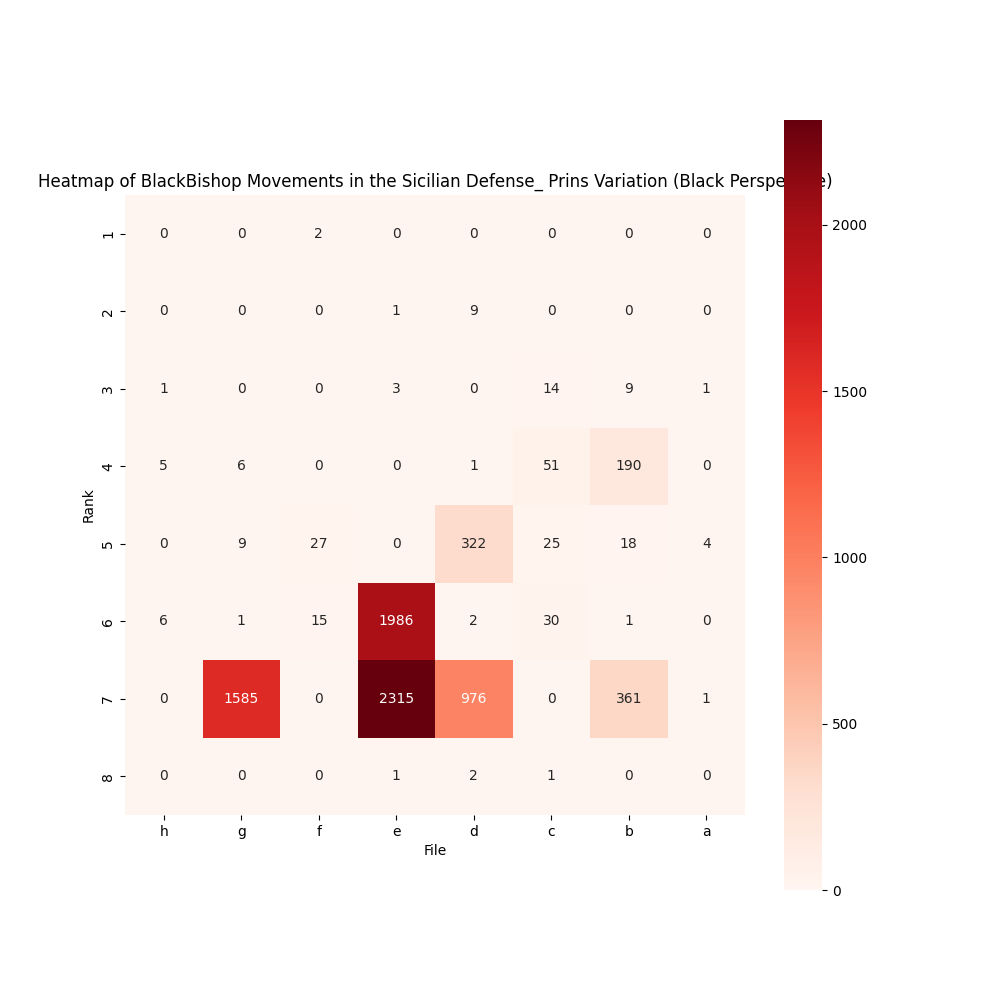 Heatmap of BlackBishop Movements in the Sicilian Defense_ Prins Variation (Black Perspe e)
1 0 0 2 0 0 0 0 0
2 0 0 0 1 9 0 0 0
3 1 0 0 3 0 14 9 1
4 5 6 0 0 1 51 190 0
Rank
5 0 9 27 0 322 25 18 4
6 6 1 15 1986 2 30 1 0
7 0 1585 0 2315 976 0 361 1
8 0 0 0 1 2 1 0 0
h g f e d c b a
File
2000
1500
1000
500
0